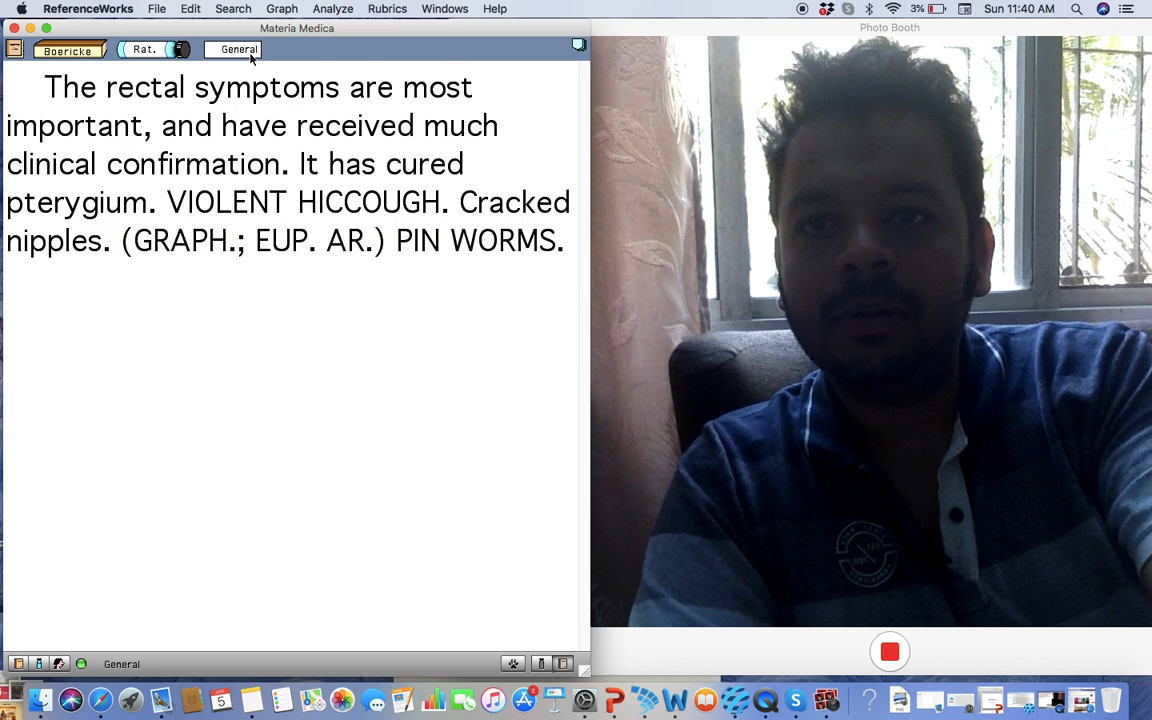 ReferenceWorks File Edit Search Graph Analyze Rubrics Windows Help 3% Sun 11:40 AM
Materia Medica
Photo Booth
Boericke Rat. General
The rectal symptoms are most
important, and have received much
clinical confirmation. It has cured
pterygium. VIOLENT HICCOUGH. Cracked
nipples. (GRAPH.; EUP. AR.) PIN WORMS.
General